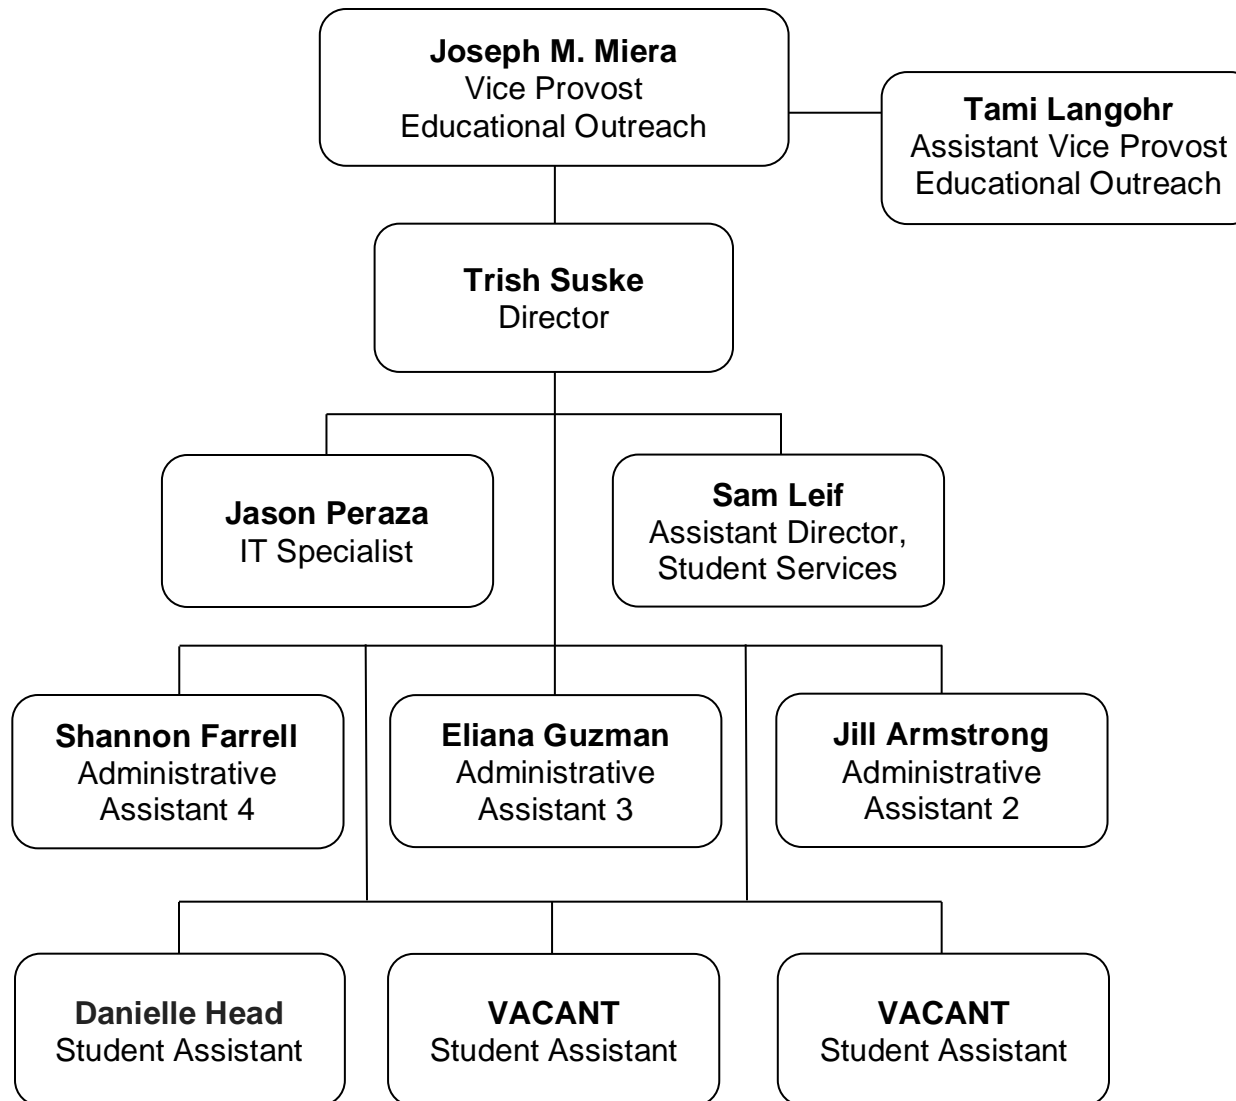 Joseph M. Miera
Vice Provost
Educational Outreach
Tami Langohr
Assistant Vice Provost
Educational Outreach
Trish Suske
Director
Jason Peraza
IT Specialist
Sam Leif
Assistant Director,
Student Services
Shannon Farrell
Administrative
Assistant 4
Eliana Guzman
Administrative
Assistant 3
Jill Armstrong
Administrative
Assistant 2
Danielle Head
Student Assistant
VACANT
Student Assistant
VACANT
Student Assistant